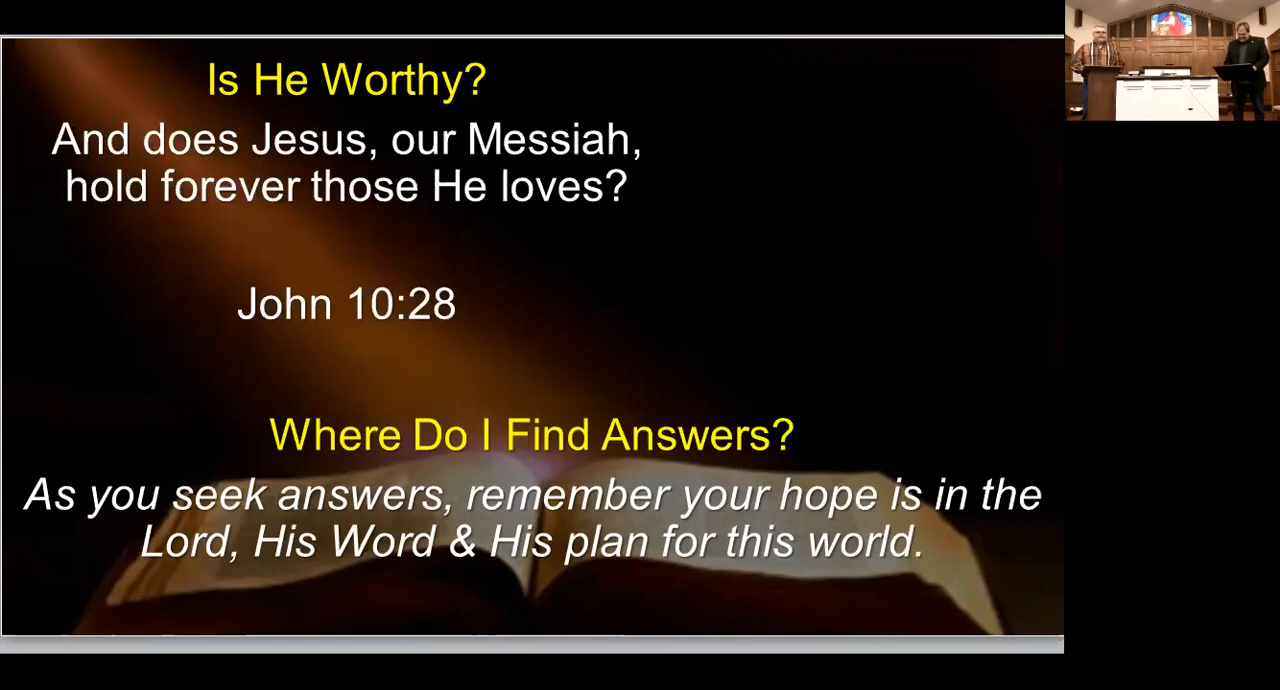 Is He Worthy?
And does Jesus, our Messiah,
hold forever those He loves?
John 10:28
Where Do I Find Answers?
As you seek answers, remember your hope is in the
Lord, His Word & His plan for this world.